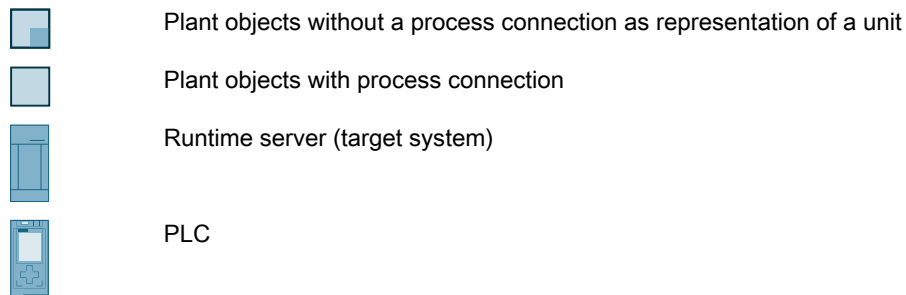 Plant objects without a process connection as representation of a unit
Plant objects with process connection
Runtime server (target system)
PLC